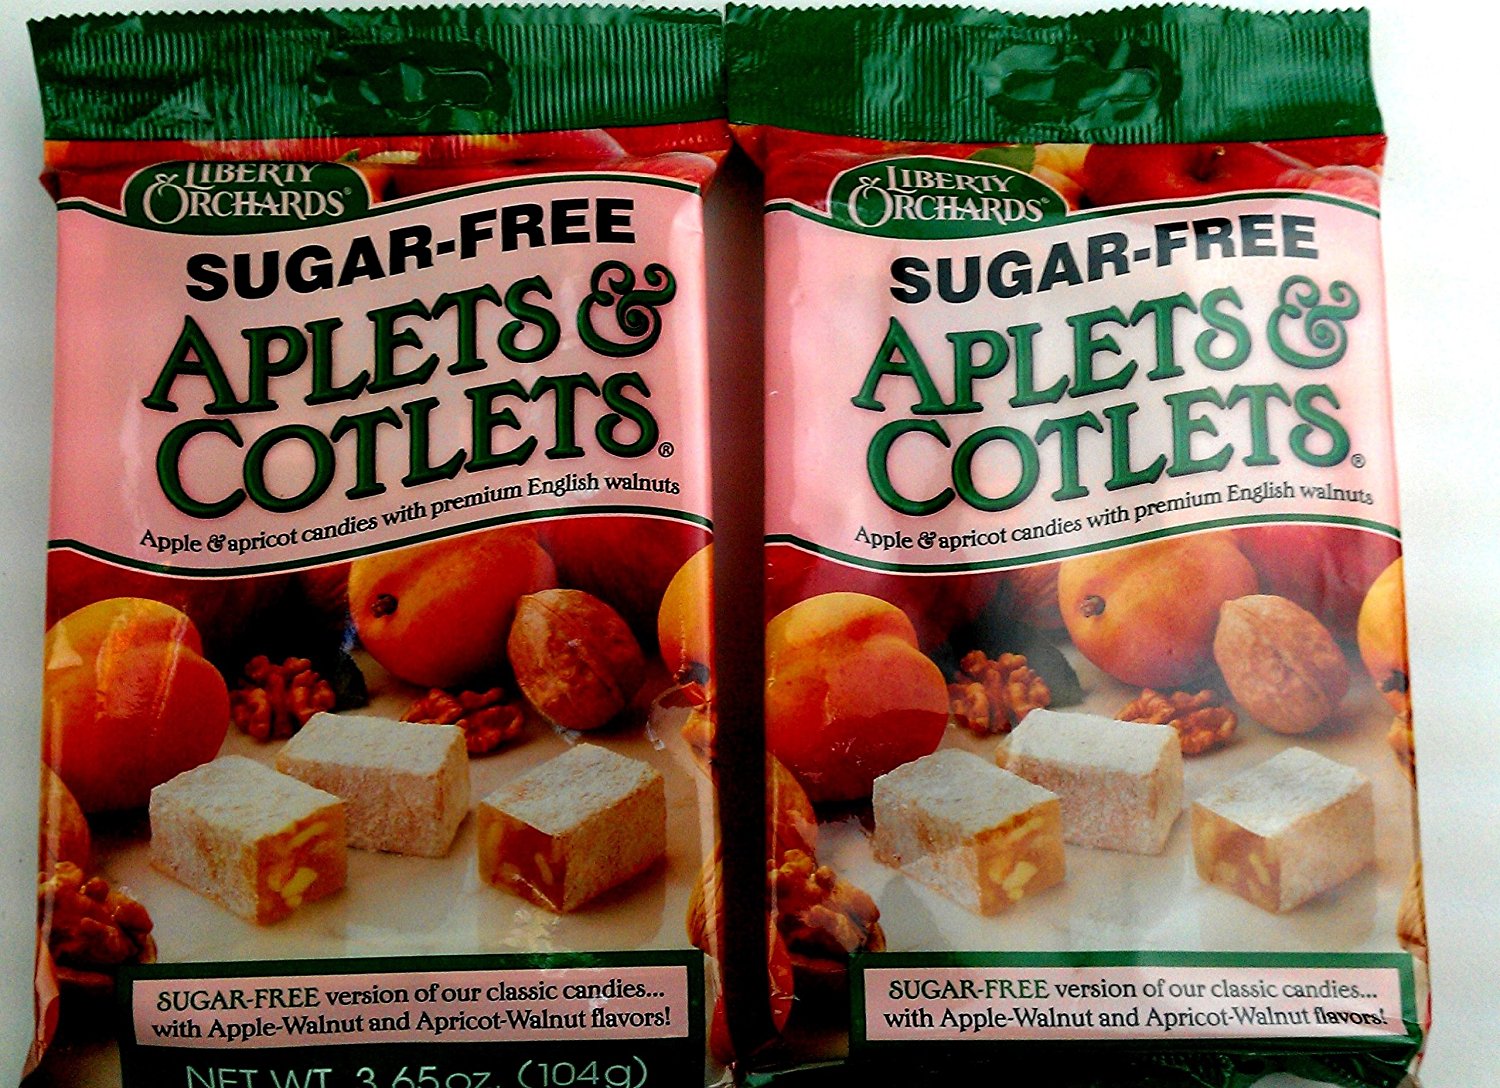 LIBERTY
& ORCHARDS®
SUGAR-FREE
APLETS &
COTLETS®
Apple & apricot candies with premium English walnuts
SUGAR-FREE version of our classic candies...
with Apple-Walnut and Apricot-Walnut flavors!
NET WT. 3.65 oz. (104g)
LIBERTY
& ORCHARDS®
SUGAR-FREE
APLETS &
COTLETS®
Apple & apricot candies with premium English walnuts
SUGAR-FREE version of our classic candies...
with Apple-Walnut and Apricot-Walnut flavors!